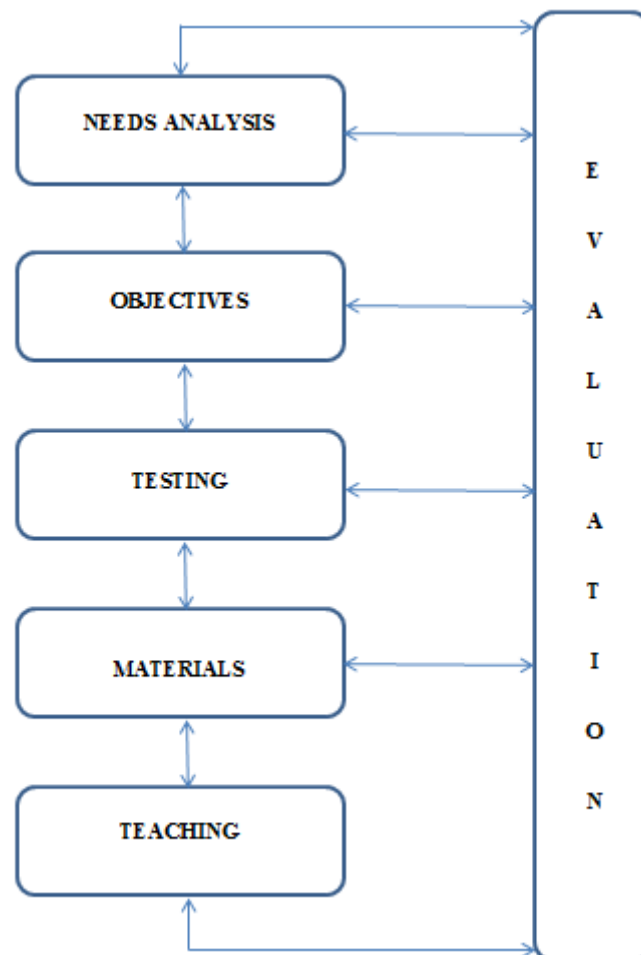 NEEDS ANALYSIS
OBJECTIVES
TESTING
MATERIALS
TEACHING
E
V
A
L
U
A
T
I
O
N